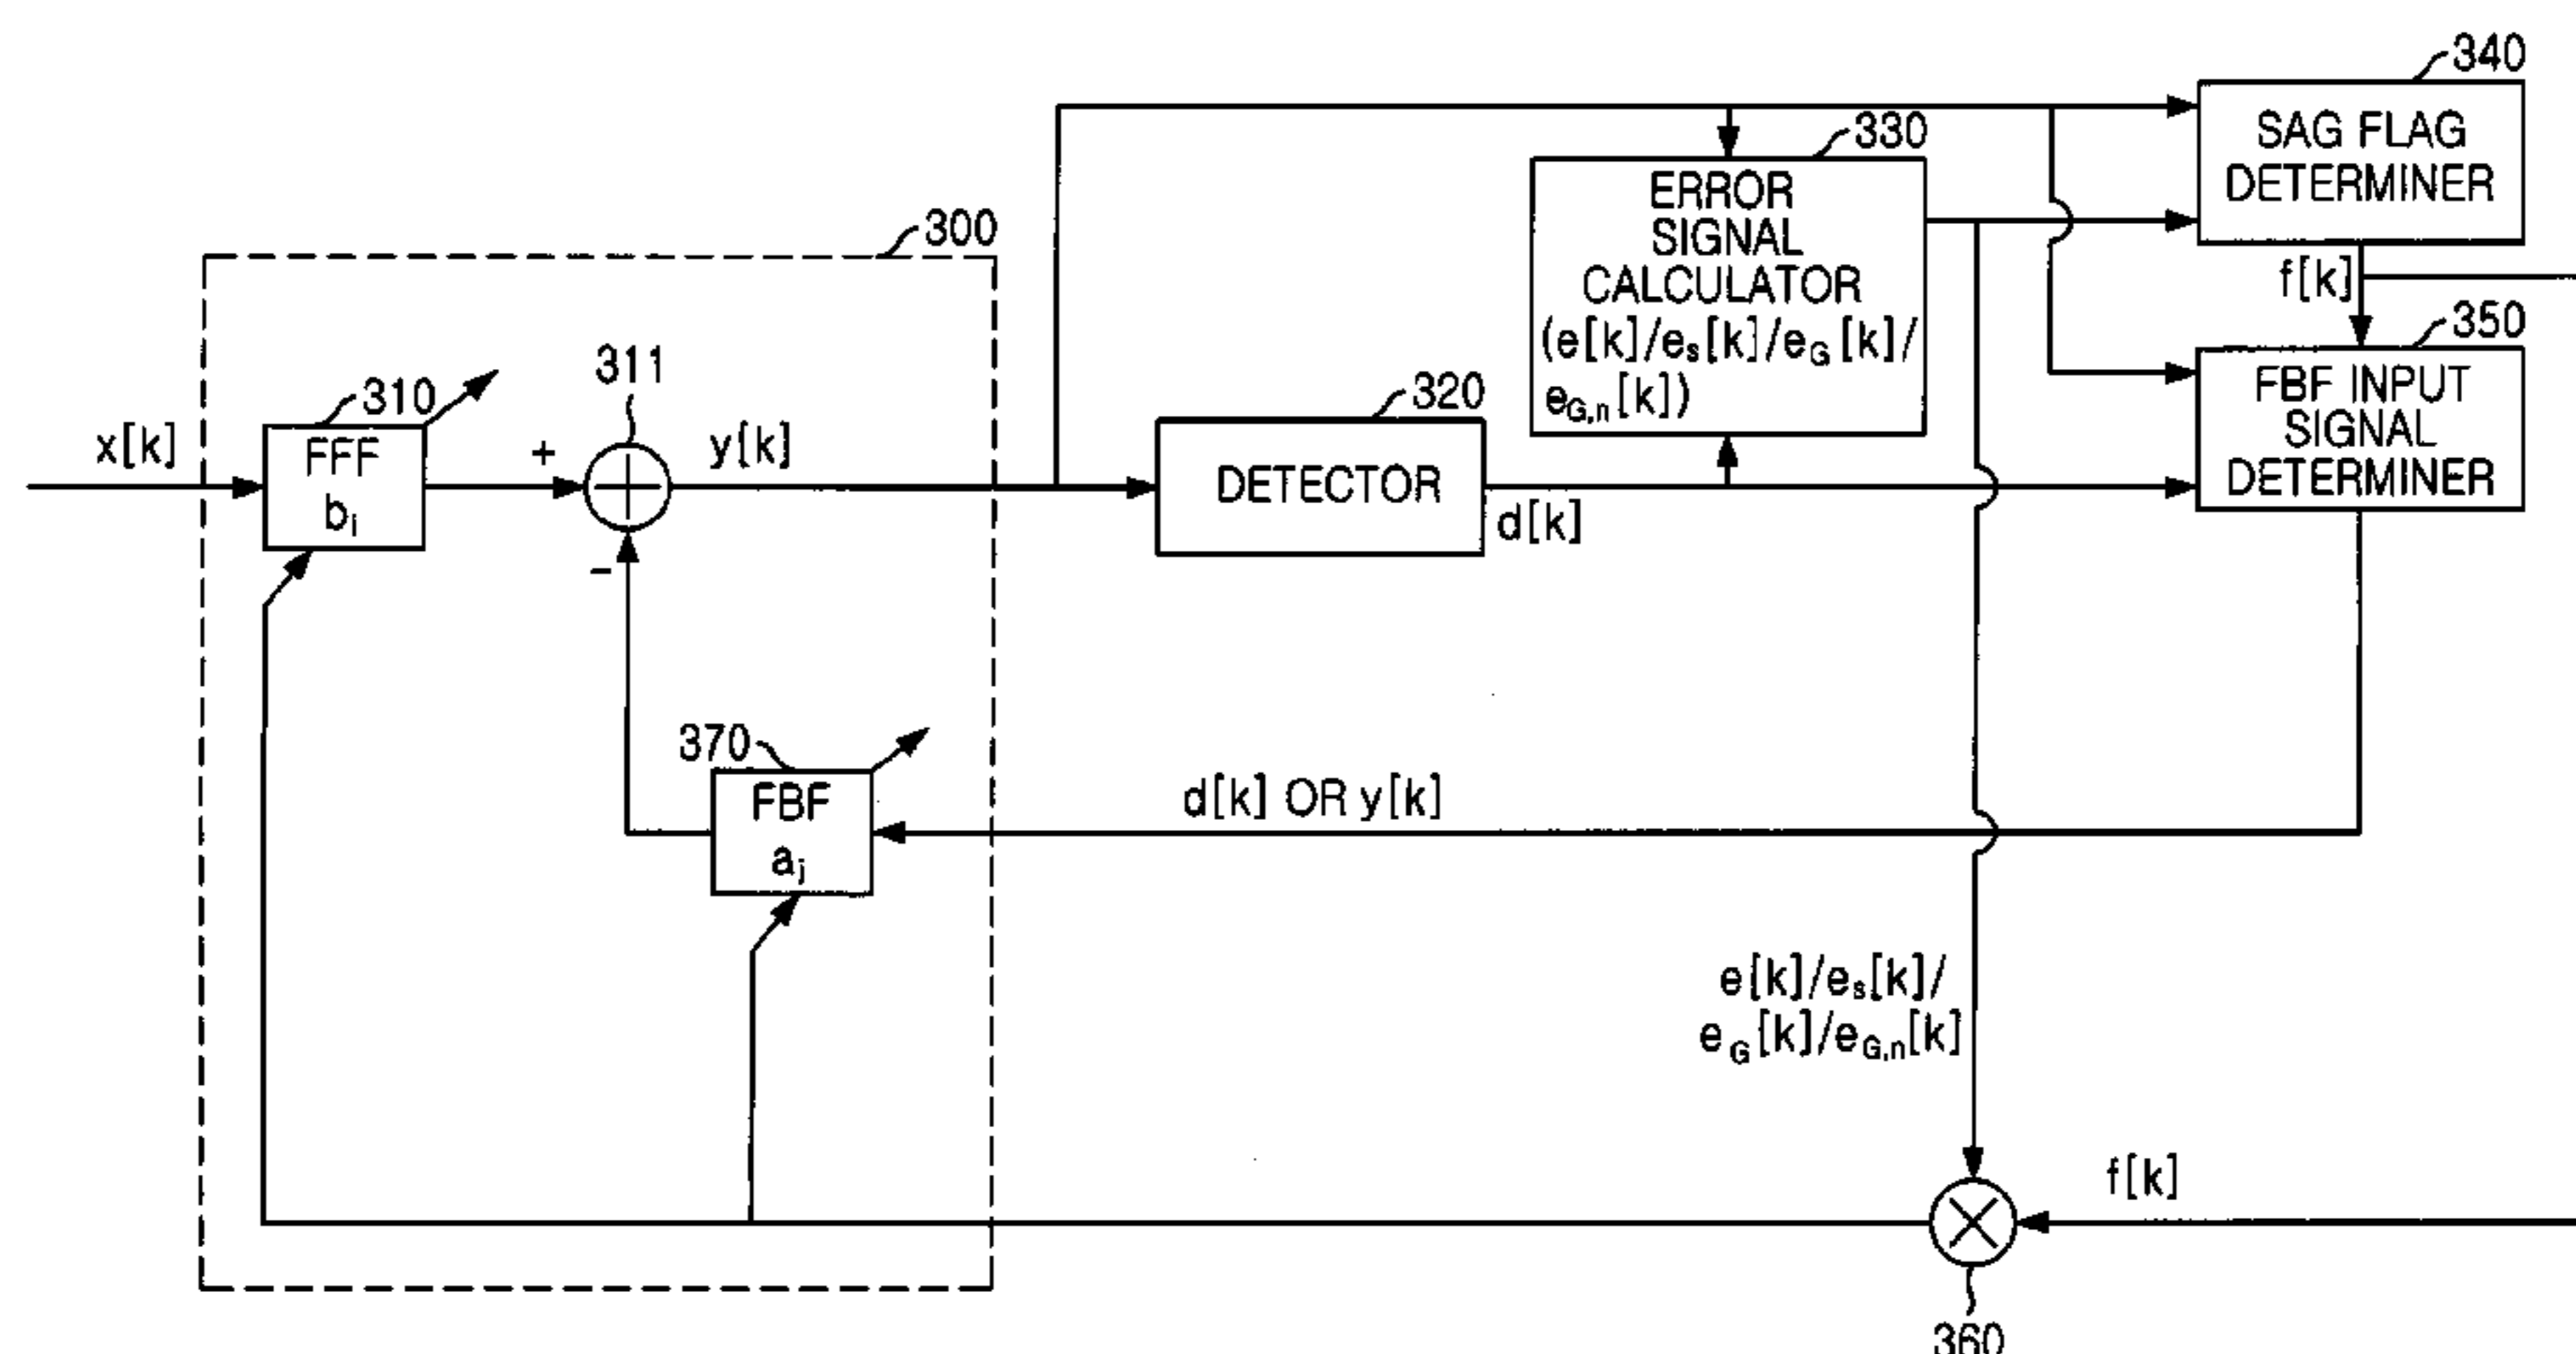 340
SAG FLAG
DETERMINER
330
ERROR
SIGNAL
CALCULATOR
(e[k]/es[k]/eG[k]/
eG,n[k])
300
f[k]
350
FBF INPUT
SIGNAL
DETERMINER
311
310
320
x[k]
FFF
bi
+
y[k]
DETECTOR
d[k]
-
370
FBF
aj
d[k] OR y[k]
e[k]/es[k]/
eG[k]/eG,n[k]
f[k]
360